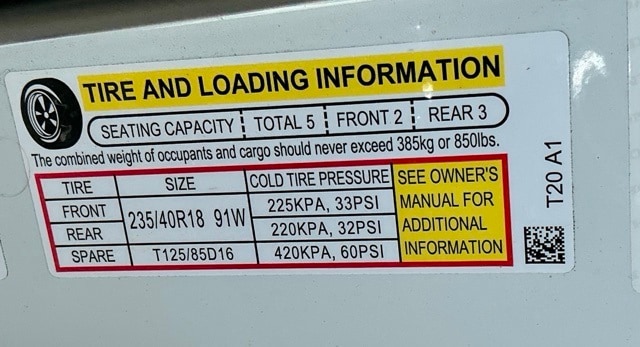 TIRE AND LOADING INFORMATION
SEATING CAPACITY TOTAL 5 FRONT 2 REAR 3
The combined weight of occupants and cargo should never exceed 385kg or 850lbs.
TIRE SIZE COLD TIRE PRESSURE
FRONT 235/40R18 91W 225KPA, 33PSI
REAR 220KPA, 32PSI
SPARE T125/85D16 420KPA, 60PSI
SEE OWNER'S
MANUAL FOR
ADDITIONAL
INFORMATION
T20 A1